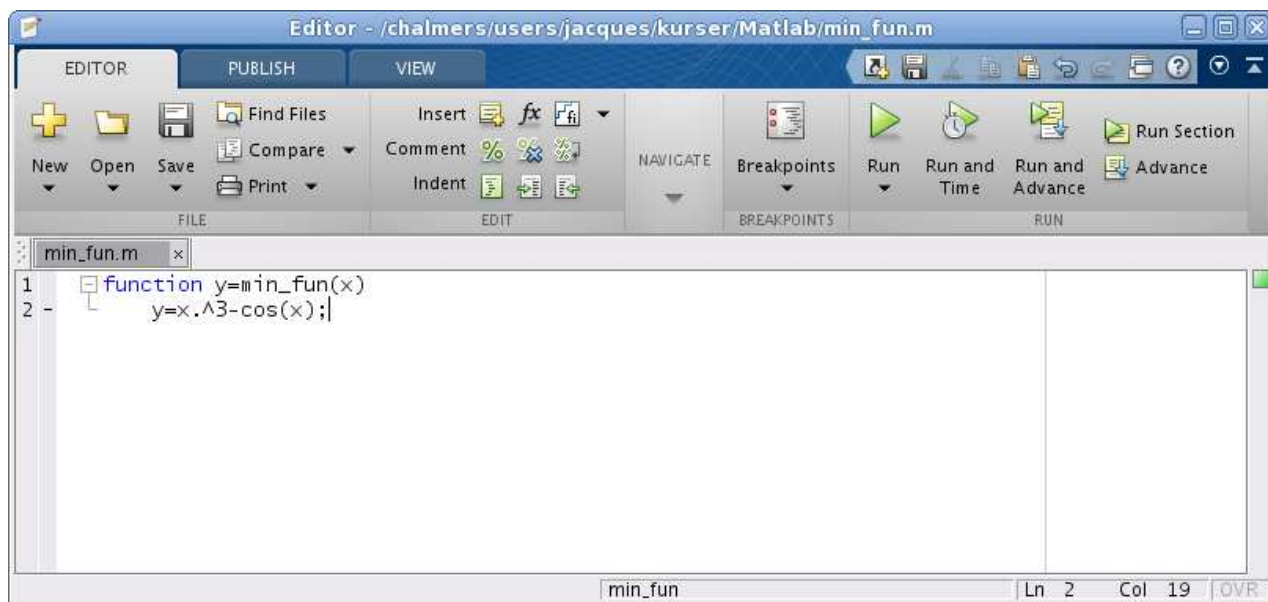 Editor - /chalmers/users/jacques/kurser/Matlab/min_fun.m
EDITOR PUBLISH VIEW
New
Open
Save
Find Files
Compare
Print
FILE
Insert fx fi
Comment % %
Indent
EDIT
NAVIGATE
Breakpoints
BREAKPOINTS
Run
Run and
Time
Run and
Advance
Run Section
Advance
RUN
min_fun.m ×
1 function y=min_fun(x)
2 - y=x.^3-cos(x);
min_fun Ln 2 Col 19 OVR